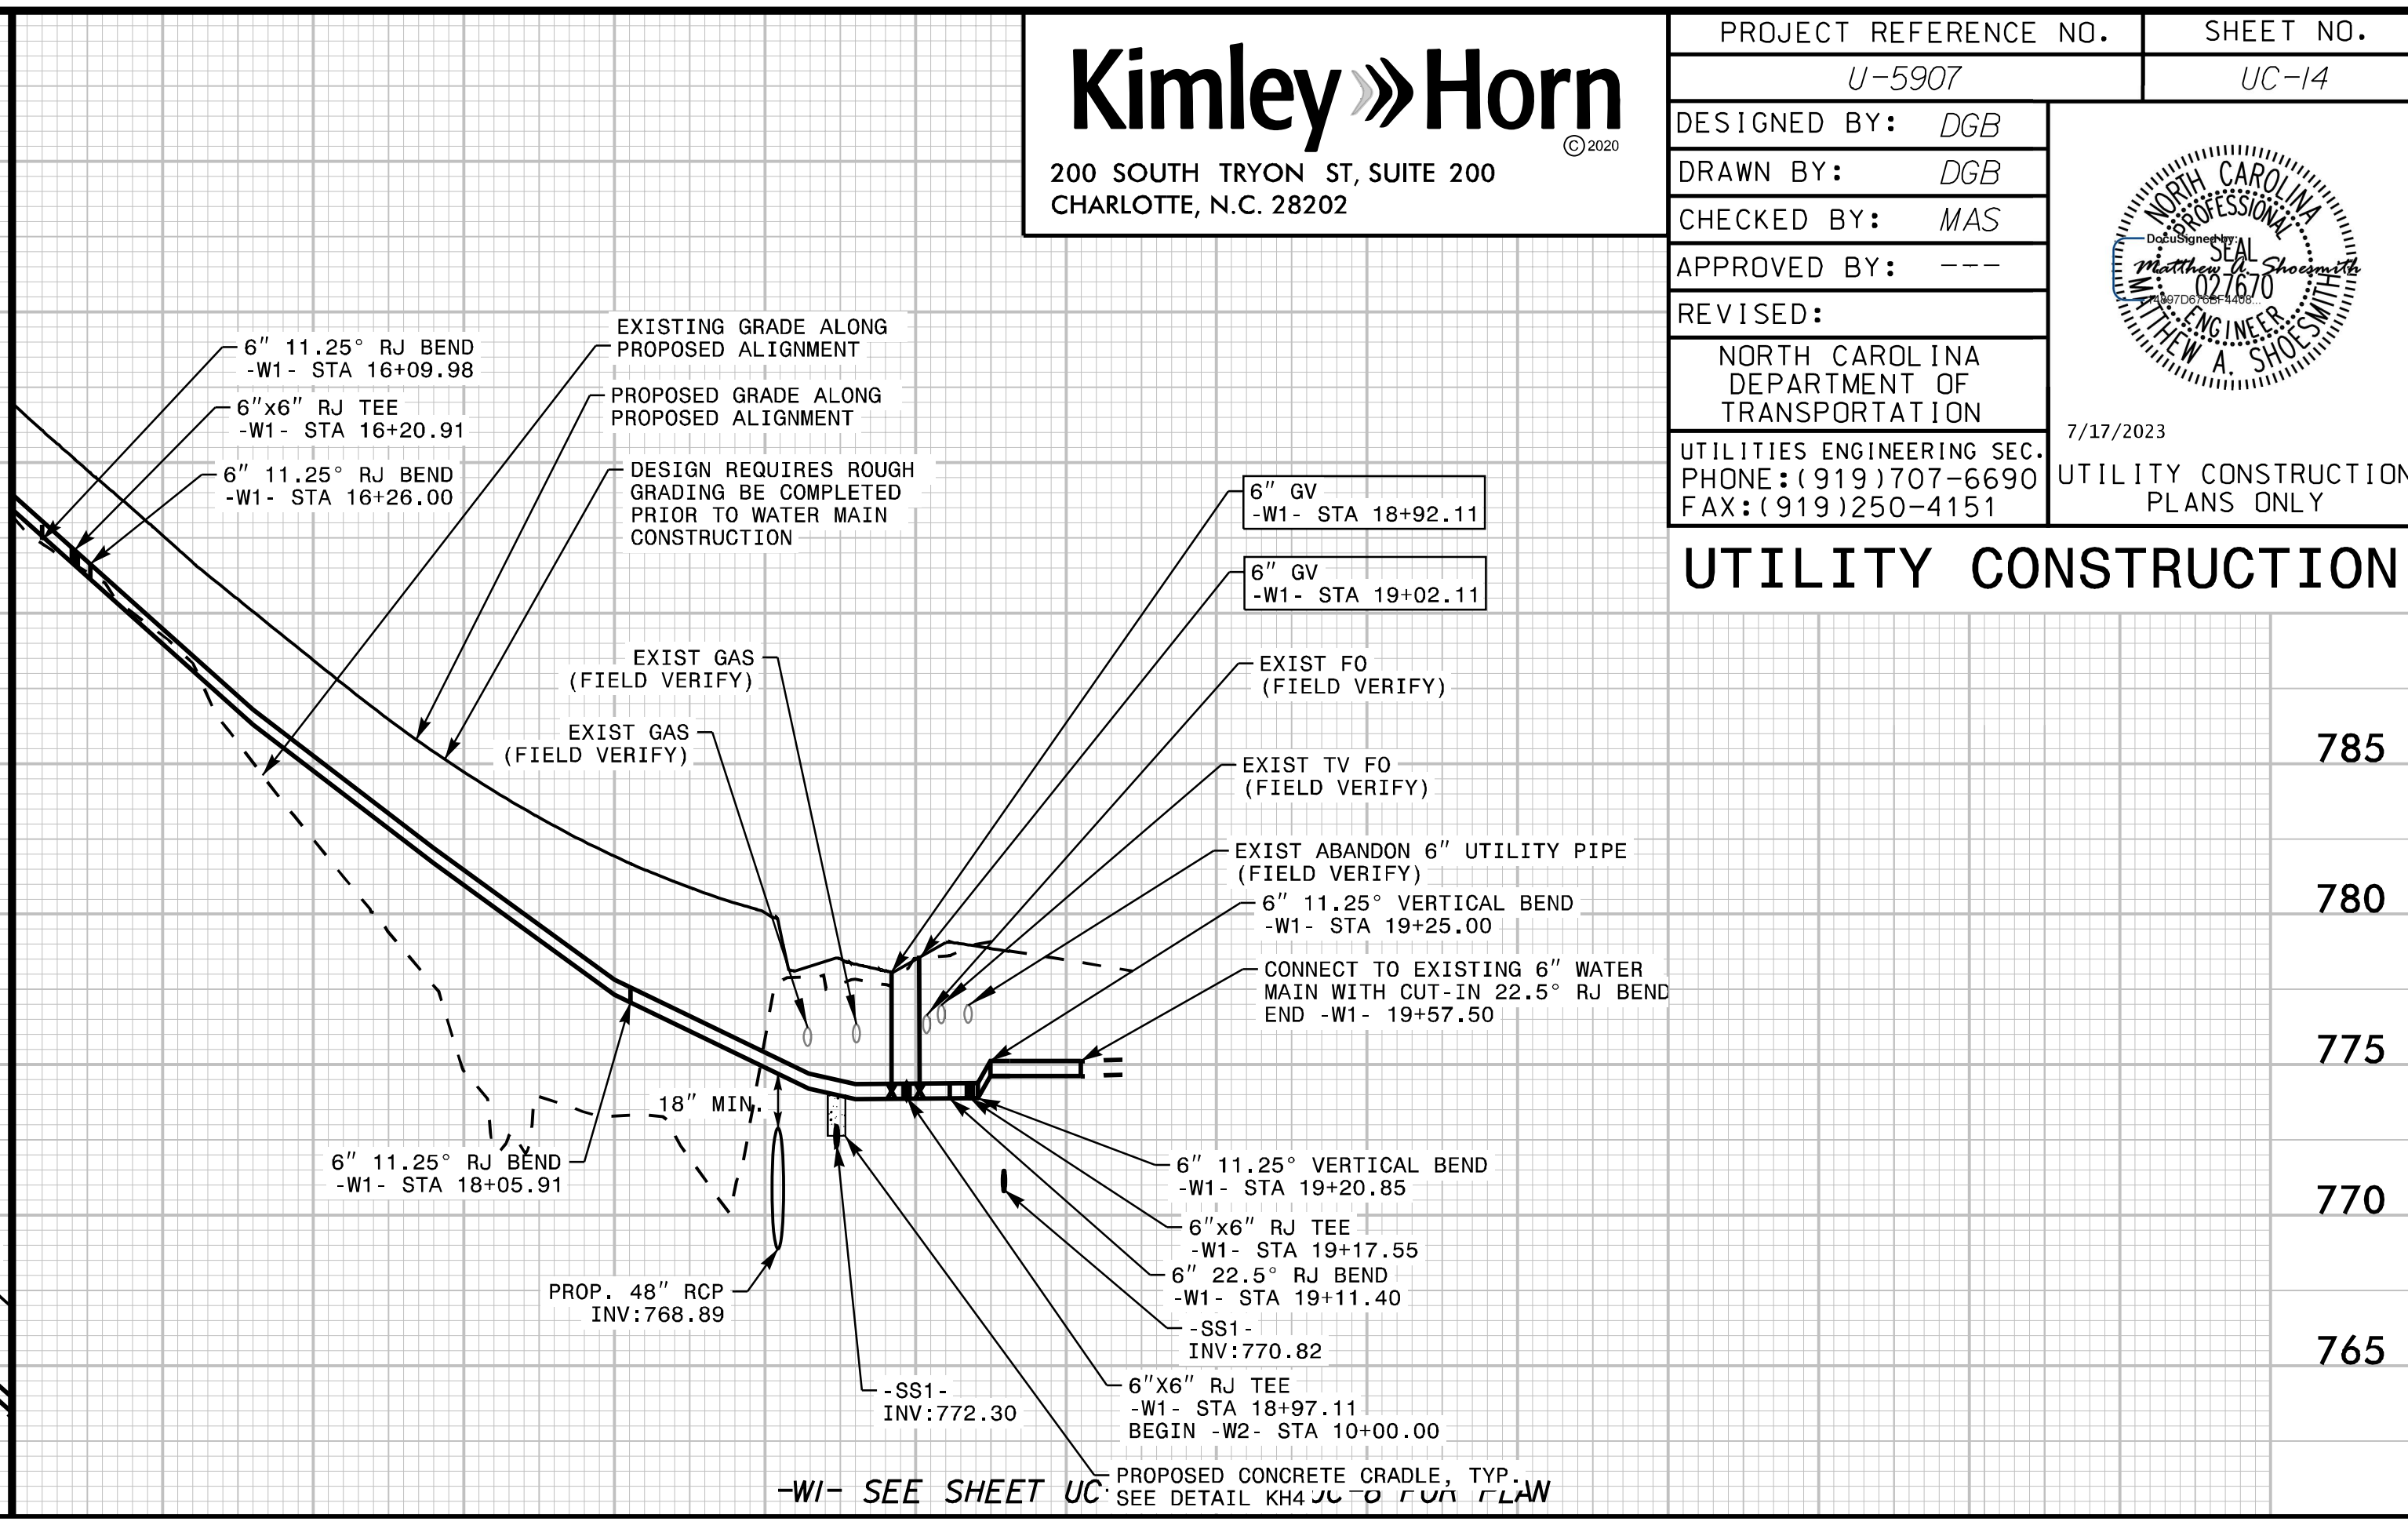 Kimley Horn
© 2020
200 SOUTH TRYON ST, SUITE 200
CHARLOTTE, N.C. 28202
PROJECT REFERENCE NO.
SHEET NO.
U-5907
UC-14
DESIGNED BY: DGB
DRAWN BY: DGB
CHECKED BY: MAS
APPROVED BY: ---
REVISED:
NORTH CAROLINA
DEPARTMENT OF
TRANSPORTATION
UTILITIES ENGINEERING SEC.
PHONE:(919)707-6690
FAX:(919)250-4151
NORTH CAROLINA
PROFESSIONAL
DocuSigned by:
SEAL
Matthew A. Shoesmith
027670
ENGINEER
MATTHEW A. SHOESMITH
7/17/2023
UTILITY CONSTRUCTION
PLANS ONLY
UTILITY CONSTRUCTION
6" 11.25° RJ BEND
-W1- STA 16+09.98
6"x6" RJ TEE
-W1- STA 16+20.91
6" 11.25° RJ BEND
-W1- STA 16+26.00
EXISTING GRADE ALONG
PROPOSED ALIGNMENT
PROPOSED GRADE ALONG
PROPOSED ALIGNMENT
DESIGN REQUIRES ROUGH
GRADING BE COMPLETED
PRIOR TO WATER MAIN
CONSTRUCTION
6" GV
-W1- STA 18+92.11
6" GV
-W1- STA 19+02.11
EXIST GAS
(FIELD VERIFY)
EXIST GAS
(FIELD VERIFY)
EXIST FO
(FIELD VERIFY)
EXIST TV FO
(FIELD VERIFY)
EXIST ABANDON 6" UTILITY PIPE
(FIELD VERIFY)
6" 11.25° VERTICAL BEND
-W1- STA 19+25.00
CONNECT TO EXISTING 6" WATER
MAIN WITH CUT-IN 22.5° RJ BEND
END -W1- 19+57.50
785
780
775
770
765
18" MIN.
6" 11.25° RJ BEND
-W1- STA 18+05.91
PROP. 48" RCP
INV:768.89
6" 11.25° VERTICAL BEND
-W1- STA 19+20.85
6"x6" RJ TEE
-W1- STA 19+17.55
6" 22.5° RJ BEND
-W1- STA 19+11.40
-SS1-
INV:770.82
-SS1-
INV:772.30
6"X6" RJ TEE
-W1- STA 18+97.11
BEGIN -W2- STA 10+00.00
PROPOSED CONCRETE CRADLE, TYP.
SEE DETAIL KH4
-W1- SEE SHEET UC
PLAN